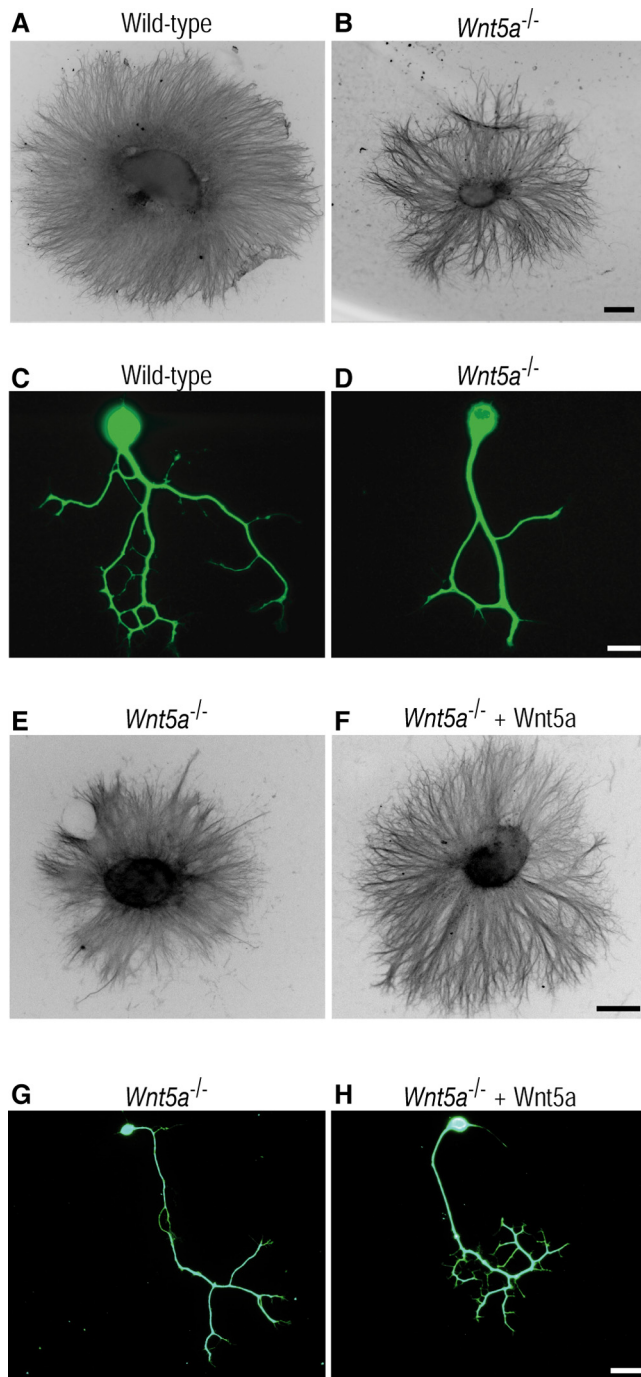 A Wild-type B Wnt5a-/-
C Wild-type D Wnt5a-/-
E Wnt5a-/- F Wnt5a-/- + Wnt5a
G Wnt5a-/- H Wnt5a-/- + Wnt5a